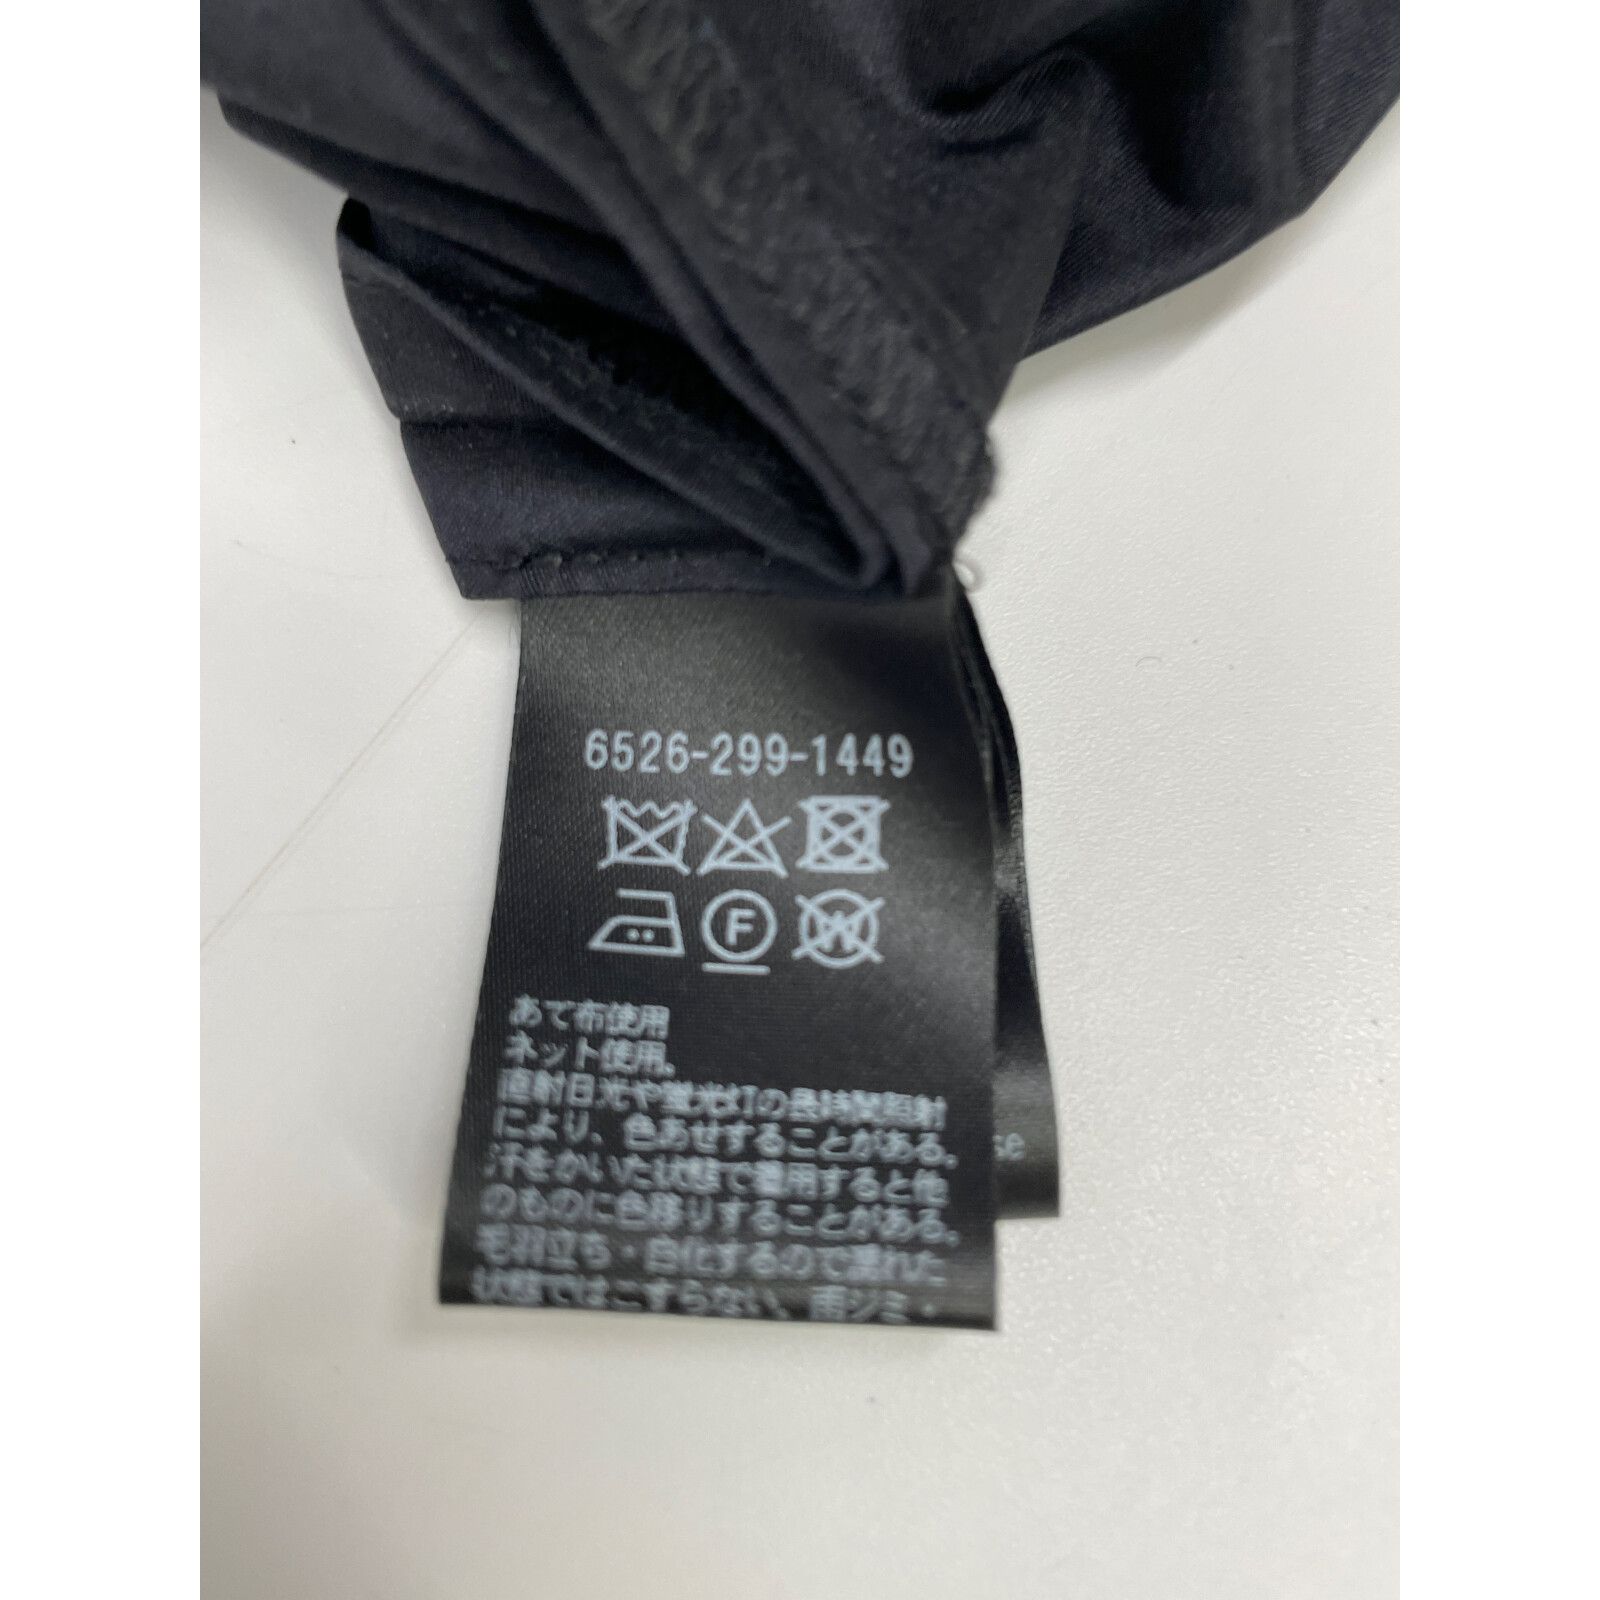 6526-299-1449
F
W
あて布使用
ネット使用。
直射日光や蛍光灯の長時間照射
により、色あせすることがある。
汗をかいた状態で着用すると他
のものに色移りすることがある。
毛羽立ち・白化するので濡れた
状態ではこすらない、雨ジミ・
se